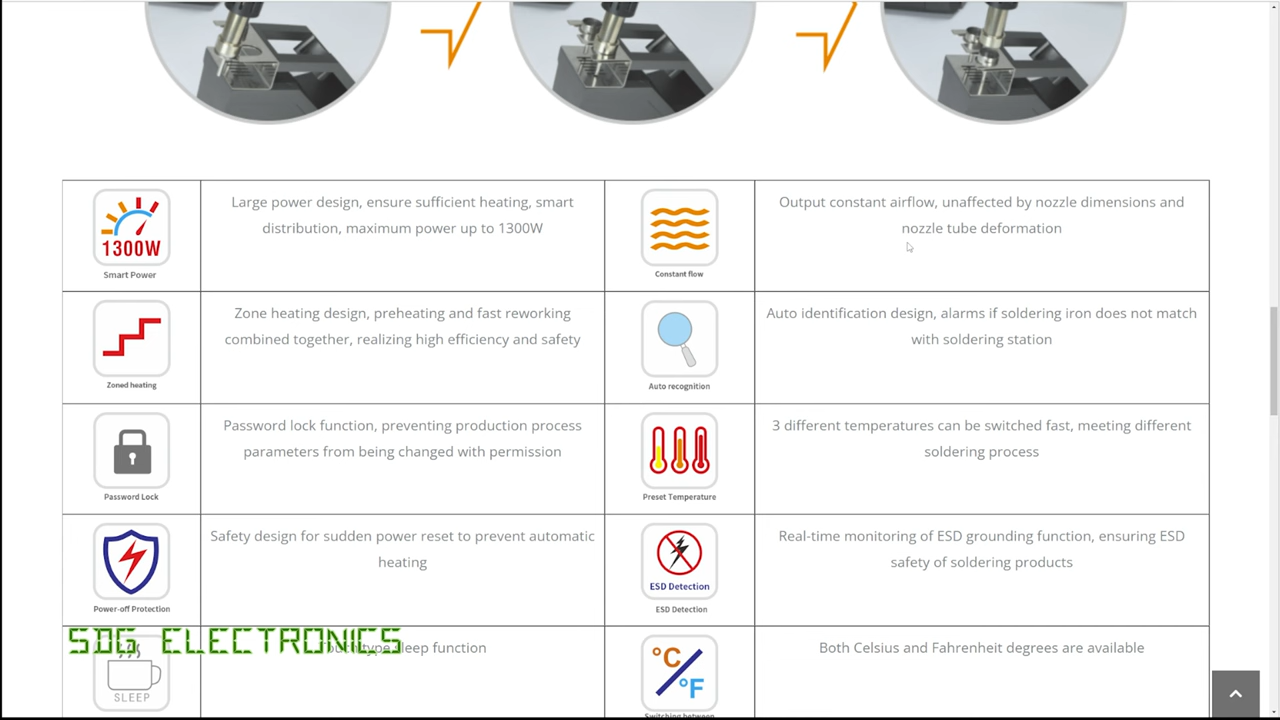 1300W
Smart Power
Large power design, ensure sufficient heating, smart
distribution, maximum power up to 1300W
Constant flow
Output constant airflow, unaffected by nozzle dimensions and
nozzle tube deformation
Zoned heating
Zone heating design, preheating and fast reworking
combined together, realizing high efficiency and safety
Auto recognition
Auto identification design, alarms if soldering iron does not match
with soldering station
Password Lock
Password lock function, preventing production process
parameters from being changed with permission
Preset Temperature
3 different temperatures can be switched fast, meeting different
soldering process
Power-off Protection
Safety design for sudden power reset to prevent automatic
heating
ESD Detection
ESD Detection
Real-time monitoring of ESD grounding function, ensuring ESD
safety of soldering products
SDG ELECTRONICS
SLEEP
sleep function
°C
°F
Switching between
Both Celsius and Fahrenheit degrees are available